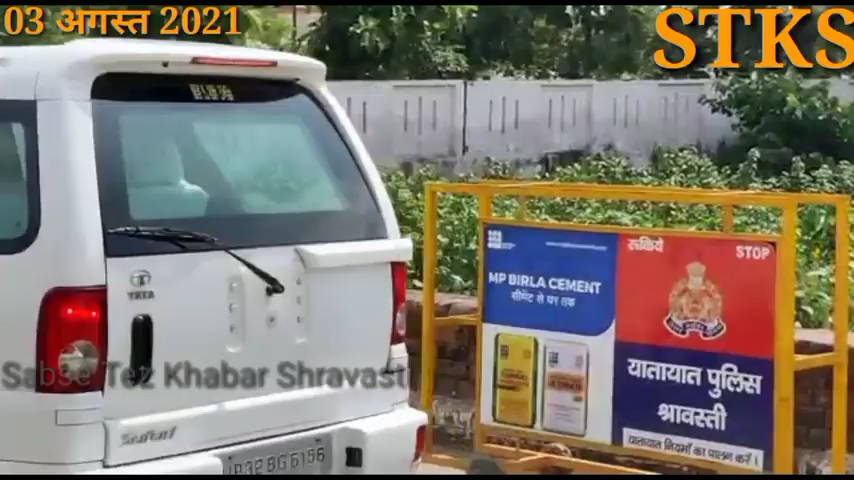 03 अगस्त 2021
STKS
TATA
MP BIRLA CEMENT
सीमेंट से घर तक
रूकिये
STOP
यातायात पुलिस
श्रावस्ती
यातायात नियमों का पालन करें।
Sabse Tez Khabar Shravasti
UP32BG6156